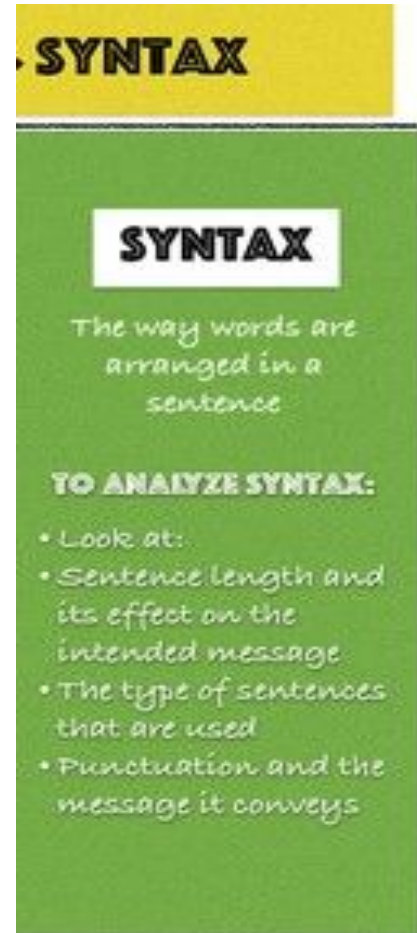 SYNTAX
SYNTAX
The way words are
arranged in a
sentence
TO ANALYZE SYNTAX:
• Look at:
• Sentence length and
its effect on the
intended message
• The type of sentences
that are used
• Punctuation and the
message it conveys